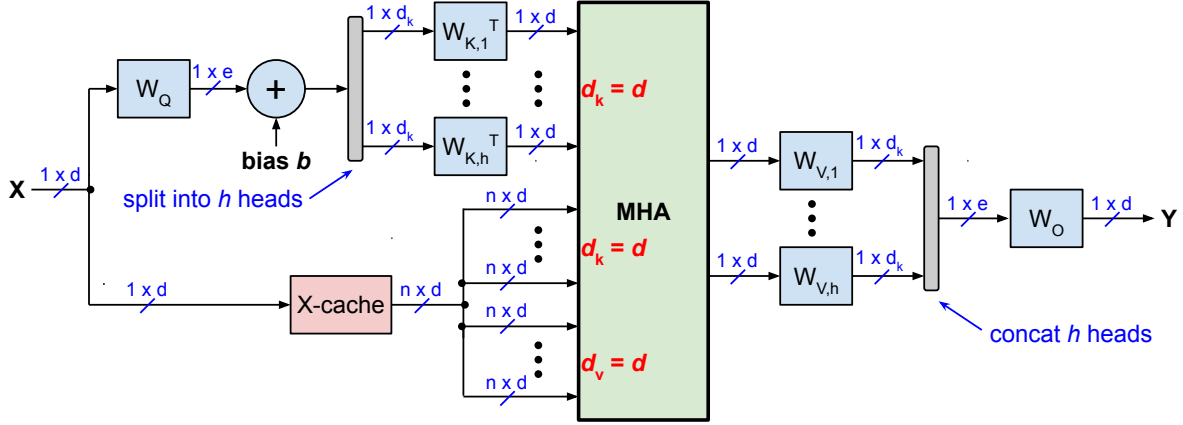 X
1 x d
W_Q
1 x e
+
bias b
split into h heads
1 x d_k
W_{K,1}^T
1 x d
1 x d_k
W_{K,h}^T
1 x d
1 x d
X-cache
n x d
n x d
n x d
n x d
n x d
d_k = d
MHA
d_k = d
d_v = d
1 x d
W_{V,1}
1 x d_k
1 x d
W_{V,h}
1 x d_k
concat h heads
1 x e
W_O
1 x d
Y